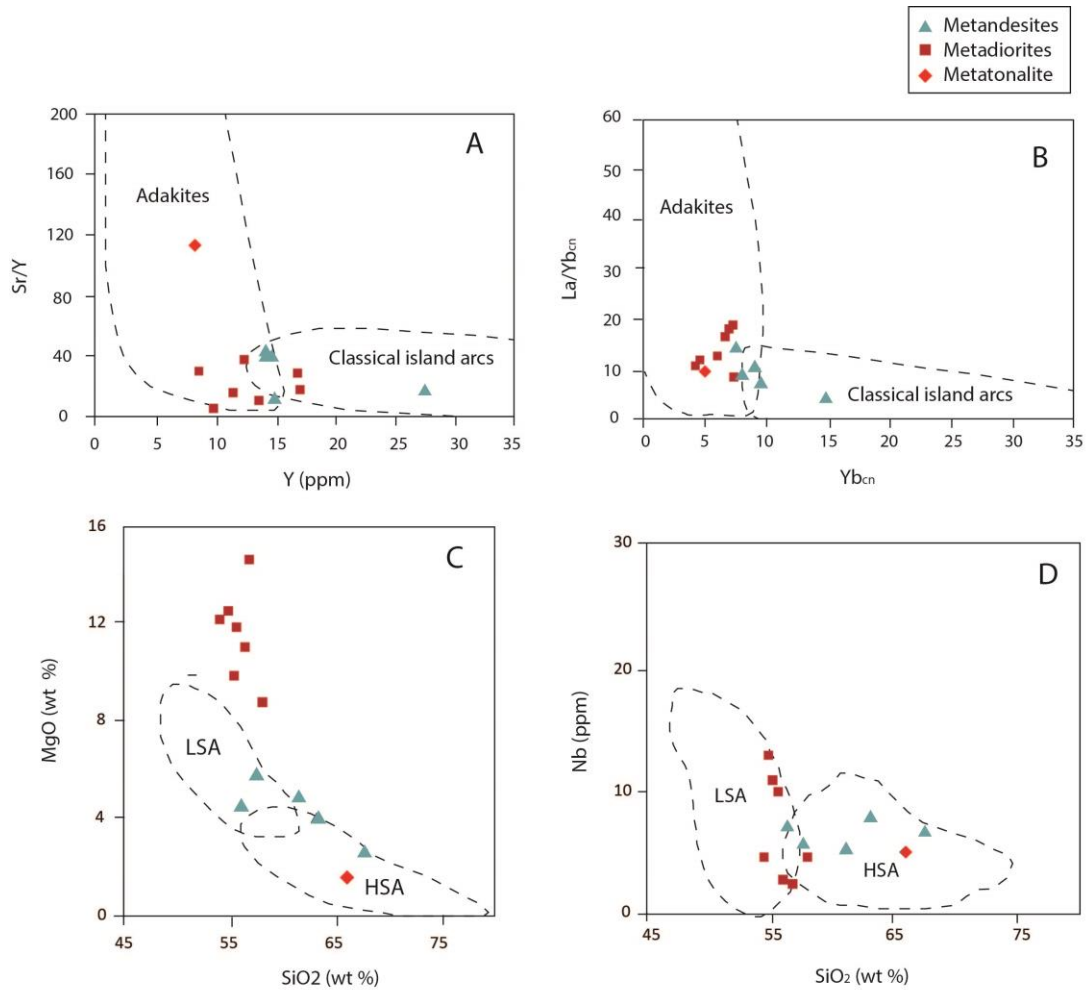 Metandesites
Metadiorites
Metatonalite
A
200
160
120
80
40
0
Sr/Y
Adakites
Classical island arcs
0 5 10 15 20 25 30 35
Y (ppm)
B
60
50
40
30
20
10
0
La/Ybcn
Adakites
Classical island arcs
0 5 10 15 20 25 30 35
Ybcn
C
16
12
8
4
0
MgO (wt %)
LSA
HSA
45 55 65 75
SiO2 (wt %)
D
30
20
10
0
Nb (ppm)
LSA
HSA
45 55 65 75
SiO₂ (wt %)